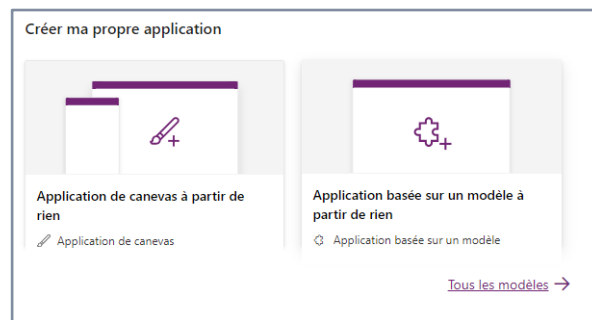 Créer ma propre application
Application de canevas à partir de
rien
Application de canevas
Application basée sur un modèle à
partir de rien
Application basée sur un modèle
Tous les modèles